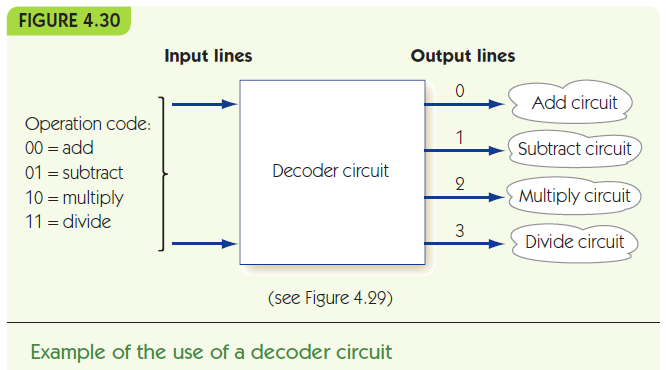 FIGURE 4.30
Input lines
Output lines
Operation code:
00 = add
01 = subtract
10 = multiply
11 = divide
Decoder circuit
0
Add circuit
1
Subtract circuit
2
Multiply circuit
3
Divide circuit
(see Figure 4.29)
Example of the use of a decoder circuit